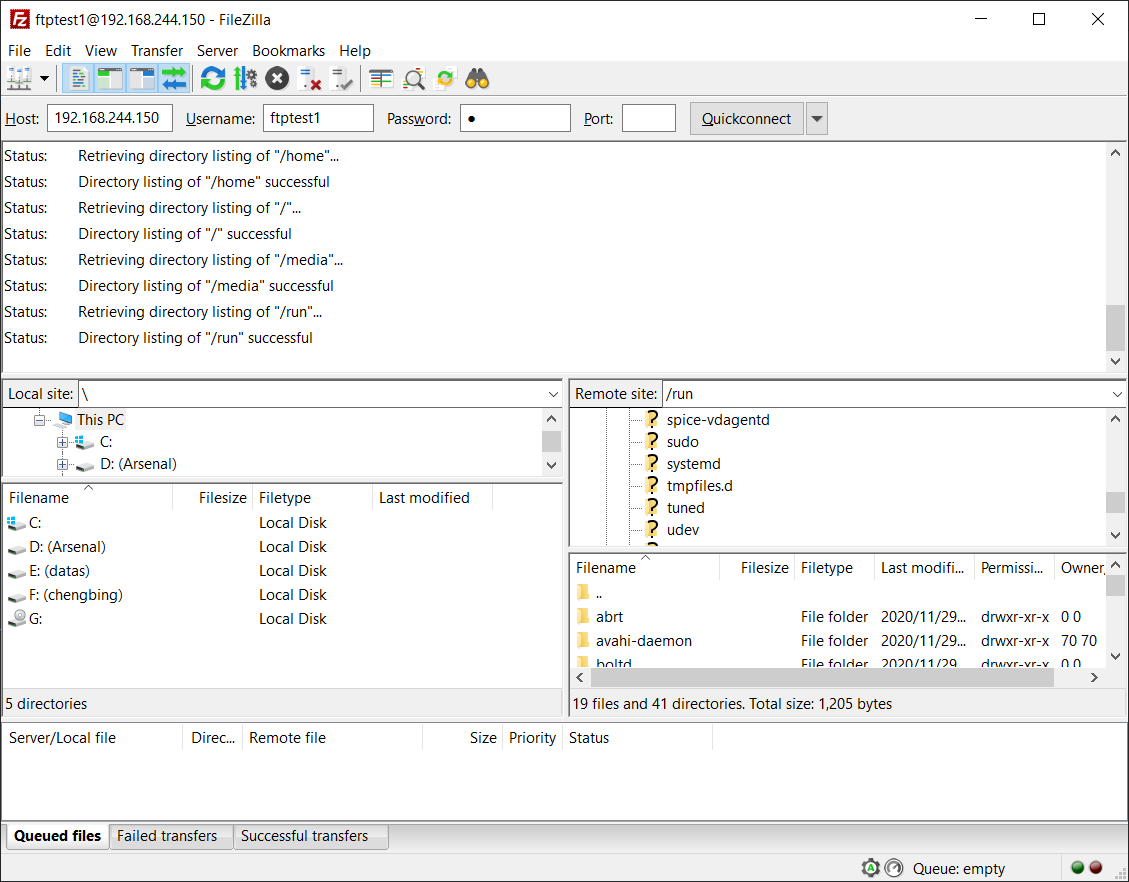 ftptest1@192.168.244.150 - FileZilla
File Edit View Transfer Server Bookmarks Help
Host: 192.168.244.150 Username: ftptest1 Password: ● Port: Quickconnect
Status: Retrieving directory listing of "/home"...
Status: Directory listing of "/home" successful
Status: Retrieving directory listing of "/"...
Status: Directory listing of "/" successful
Status: Retrieving directory listing of "/media"...
Status: Directory listing of "/media" successful
Status: Retrieving directory listing of "/run"...
Status: Directory listing of "/run" successful
Local site: \
This PC
C:
D: (Arsenal)
Filename Filesize Filetype Last modified
C: Local Disk
D: (Arsenal) Local Disk
E: (datas) Local Disk
F: (chengbing) Local Disk
G: Local Disk
5 directories
Remote site: /run
spice-vdagentd
sudo
systemd
tmpfiles.d
tuned
udev
Filename Filesize Filetype Last modifi... Permissi... Owner/
..
abrt File folder 2020/11/29... drwxr-xr-x 0 0
avahi-daemon File folder 2020/11/29... drwxr-xr-x 70 70
boltd File folder 2020/11/29... drwxr-xr-x 0 0
19 files and 41 directories. Total size: 1,205 bytes
Server/Local file Direc... Remote file Size Priority Status
Queued files Failed transfers Successful transfers
Queue: empty